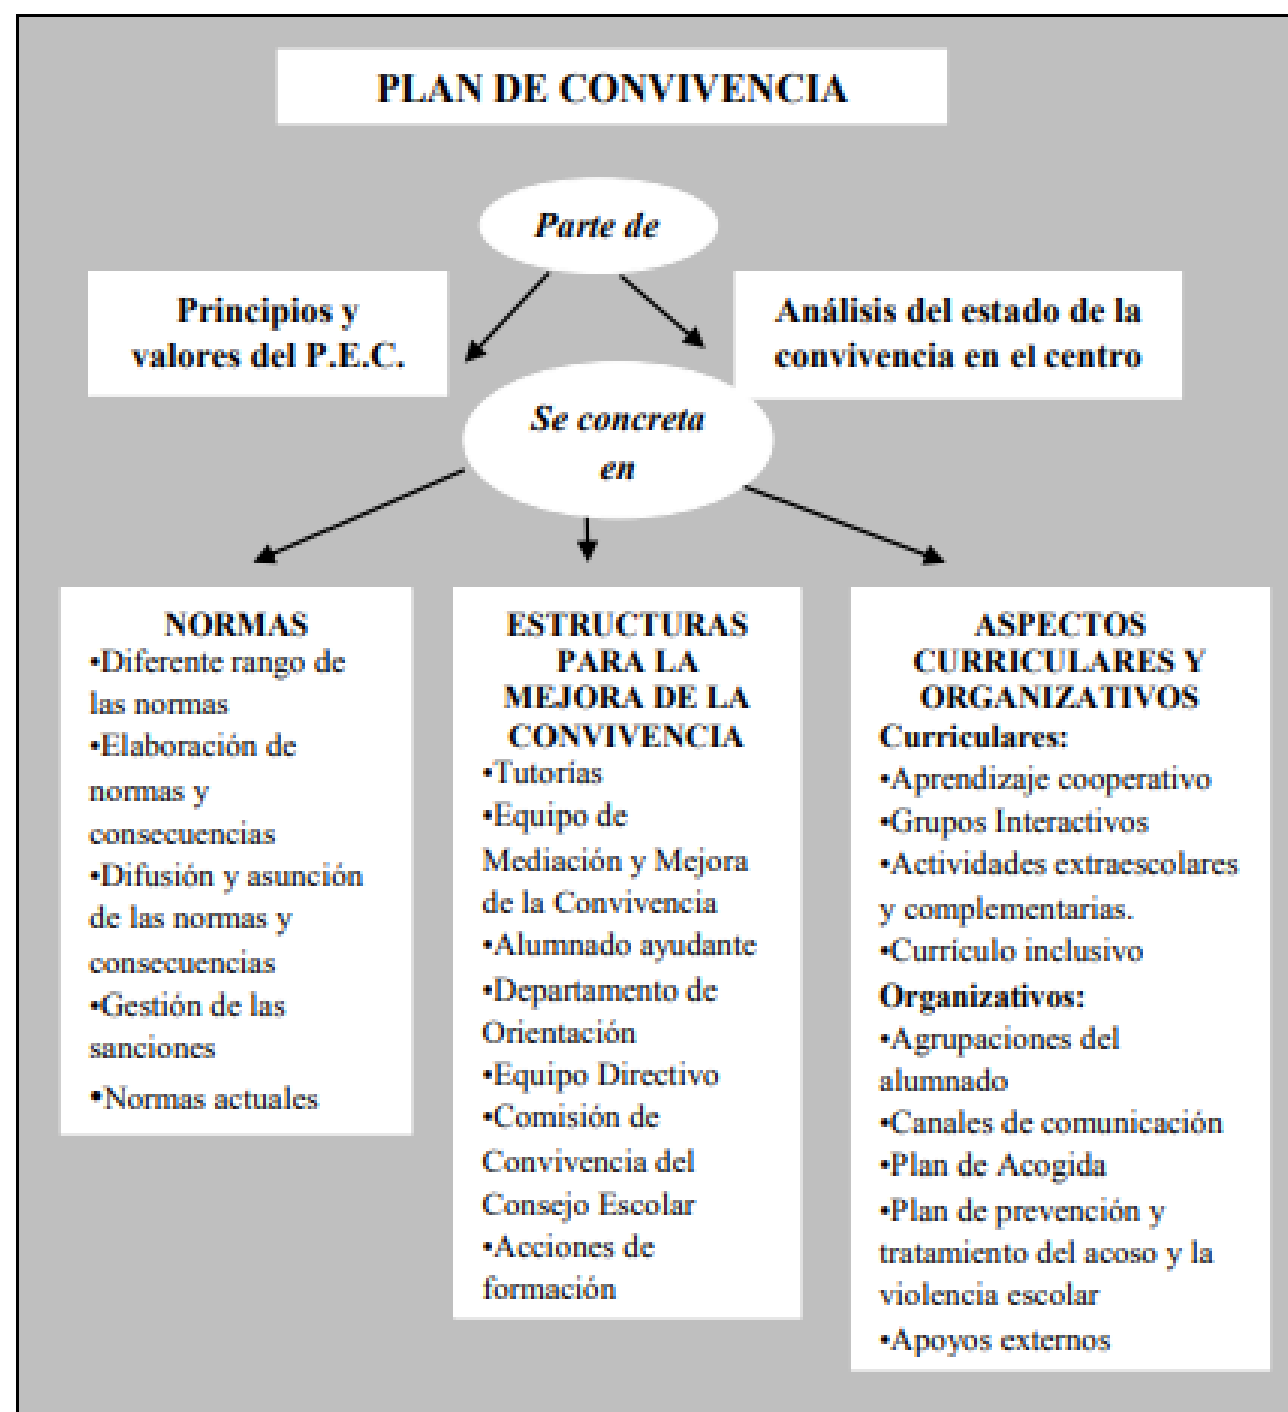 PLAN DE CONVIVENCIA
Parte de
Principios y
valores del P.E.C.
Análisis del estado de la
convivencia en el centro
Se concreta
en
NORMAS
•Diferente rango de
las normas
•Elaboración de
normas y
consecuencias
•Difusión y asunción
de las normas y
consecuencias
•Gestión de las
sanciones
•Normas actuales
ESTRUCTURAS
PARA LA
MEJORA DE LA
CONVIVENCIA
•Tutorías
•Equipo de
Mediación y Mejora
de la Convivencia
•Alumnado ayudante
•Departamento de
Orientación
•Equipo Directivo
•Comisión de
Convivencia del
Consejo Escolar
•Acciones de
formación
ASPECTOS
CURRICULARES Y
ORGANIZATIVOS
Curriculares:
•Aprendizaje cooperativo
•Grupos Interactivos
•Actividades extraescolares
y complementarias.
•Currículo inclusivo
Organizativos:
•Agrupaciones del
alumnado
•Canales de comunicación
•Plan de Acogida
•Plan de prevención y
tratamiento del acoso y la
violencia escolar
•Apoyos externos